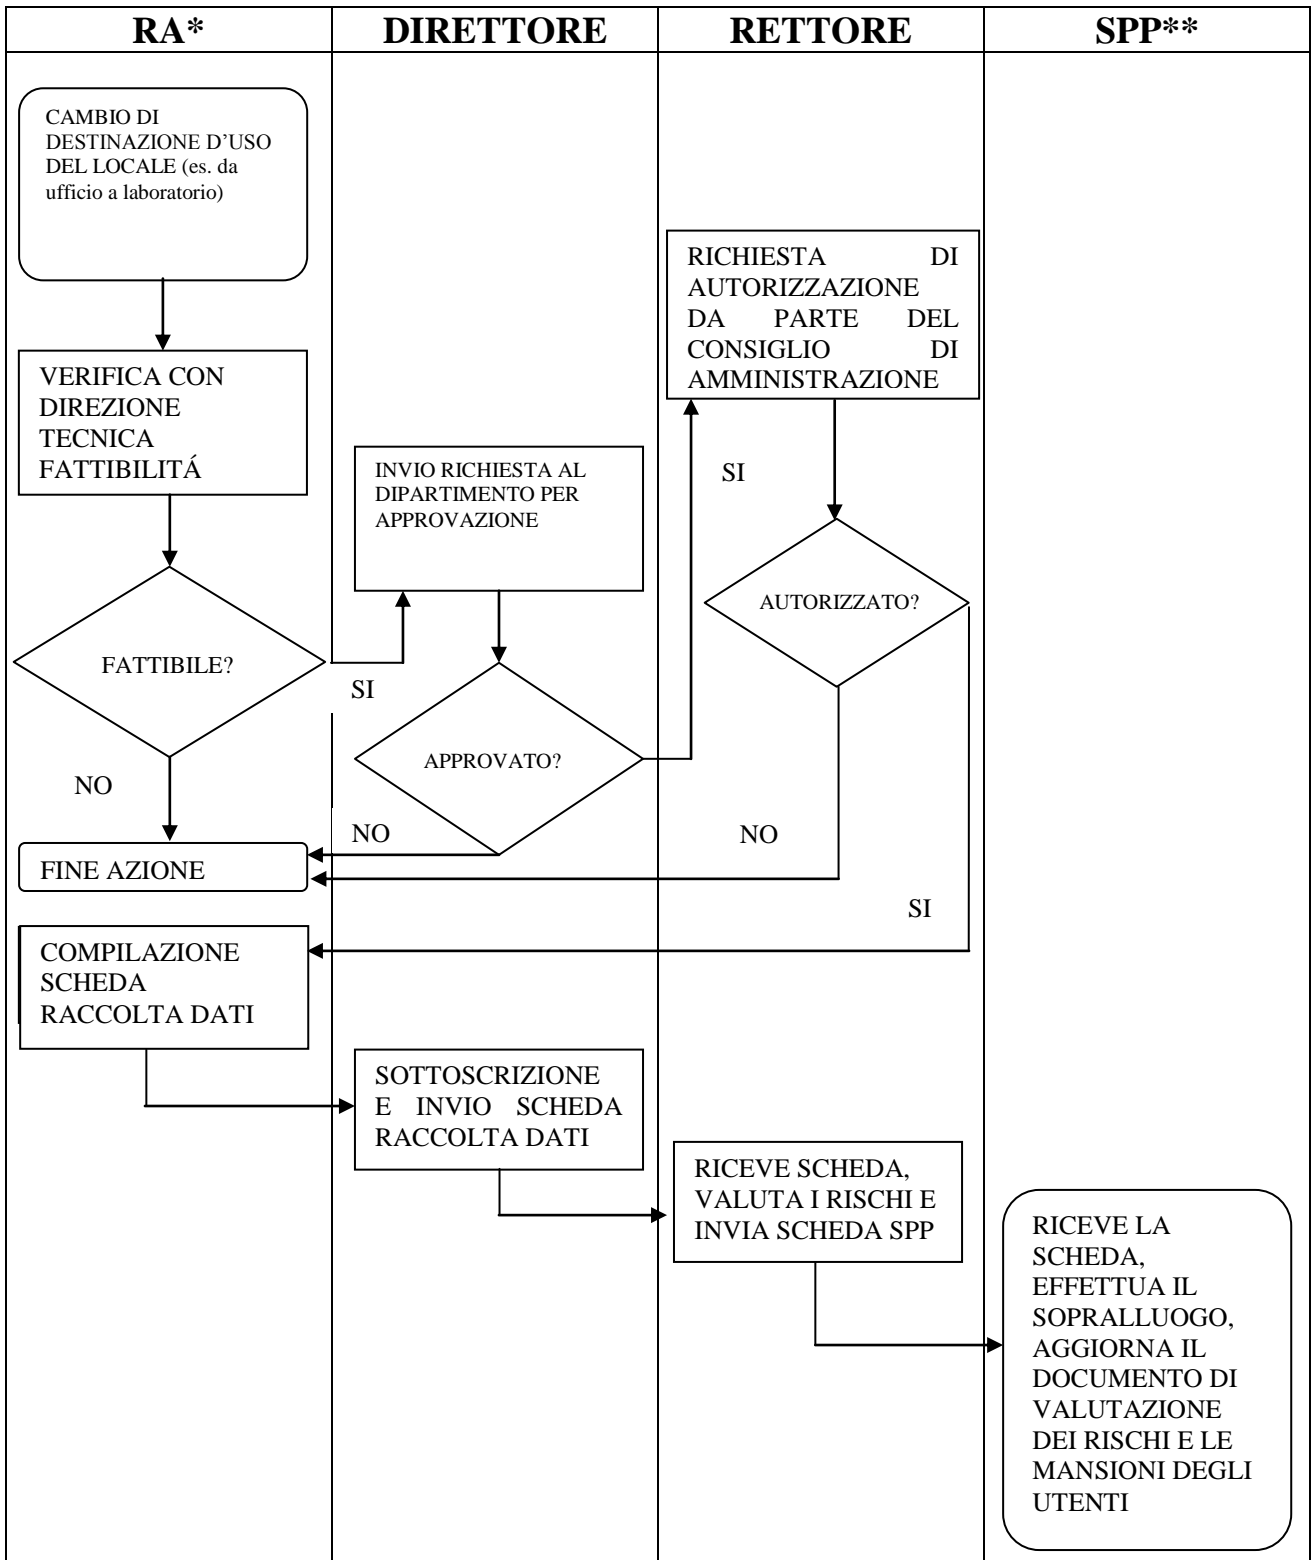 RA*
DIRETTORE
RETTORE
SPP**
CAMBIO DI
DESTINAZIONE D'USO
DEL LOCALE (es. da
ufficio a laboratorio)
VERIFICA CON
DIREZIONE
TECNICA
FATTIBILITÁ
FATTIBILE?
SI
NO
FINE AZIONE
INVIO RICHIESTA AL
DIPARTIMENTO PER
APPROVAZIONE
APPROVATO?
NO
SI
RICHIESTA DI
AUTORIZZAZIONE
DA PARTE DEL
CONSIGLIO DI
AMMINISTRAZIONE
AUTORIZZATO?
NO
SI
COMPILAZIONE
SCHEDA
RACCOLTA DATI
SOTTOSCRIZIONE
E INVIO SCHEDA
RACCOLTA DATI
RICEVE SCHEDA,
VALUTA I RISCHI E
INVIA SCHEDA SPP
RICEVE LA
SCHEDA,
EFFETTUA IL
SOPRALLUOGO,
AGGIORNA IL
DOCUMENTO DI
VALUTAZIONE
DEI RISCHI E LE
MANSIONI DEGLI
UTENTI